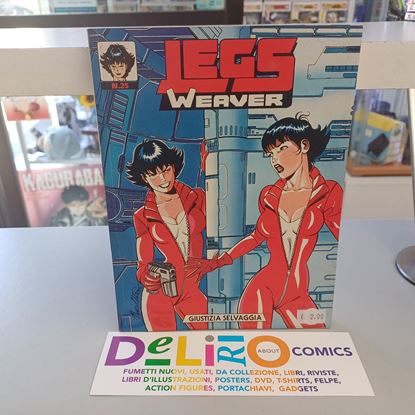 LEGS
WEAVER
N.25
WAGURABA
GIUSTIZIA SELVAGGIA
€ 2,00
DeLiRiO ABOUT COMICS
FUMETTI NUOVI, USATI, DA COLLEZIONE, LIBRI, RIVISTE,
LIBRI D'ILLUSTRAZIONI, POSTERS, DVD, T-SHIRTS, FELPE,
ACTION FIGURES, PORTACHIAVI, GADGETS